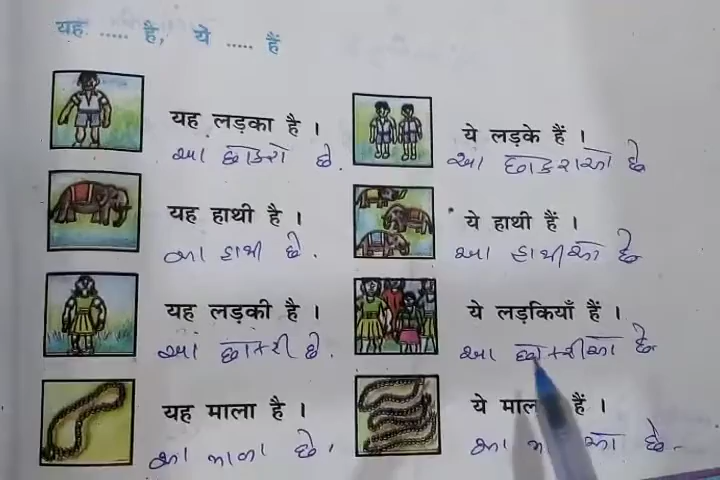 यह ..... है, ये ..... हैं
यह लड़का है ।
આ છોકરો છે.
ये लड़के हैं ।
આ છોકરાઓ છે
यह हाथी है ।
આ હાથી છે.
ये हाथी हैं ।
આ હાથીઓ છે.
यह लड़की है ।
આ છોકરી છે.
ये लड़कियाँ हैं ।
આ છોકરીઓ છે.
यह माला है ।
આ માળા છે.
ये हैं ।
આ છે.